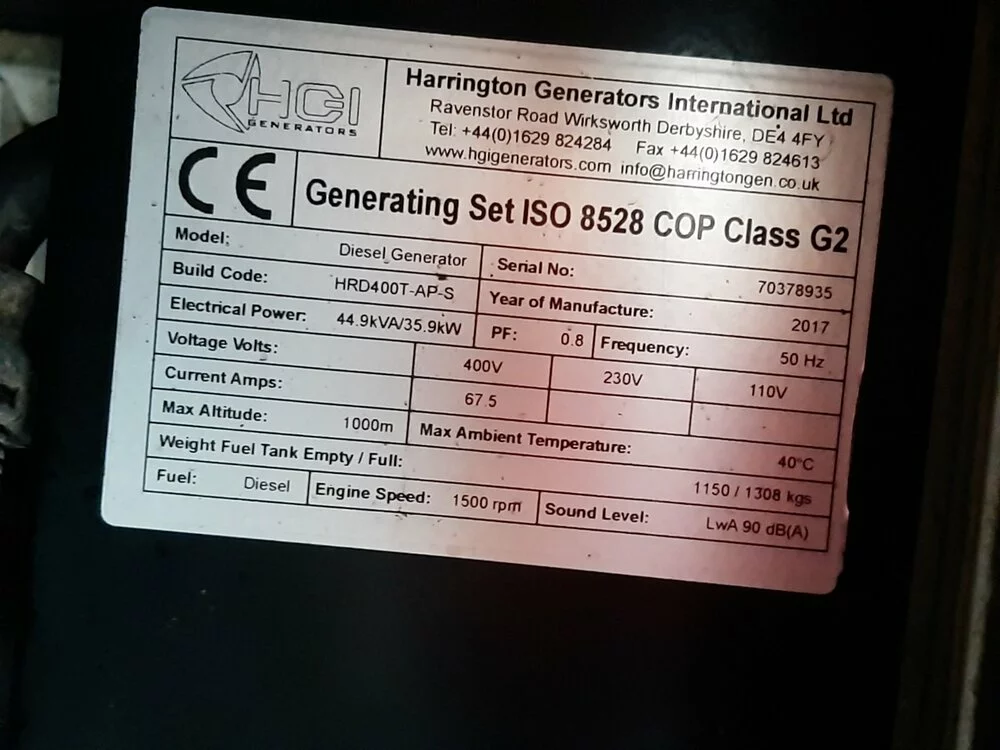 HGI
GENERATORS
Harrington Generators International Ltd
Ravenstor Road Wirksworth Derbyshire, DE4 4FY
Tel: +44(0)1629 824284 Fax +44(0)1629 824613
www.hgigenerators.com info@harringtongen.co.uk
CE
Generating Set ISO 8528 COP Class G2
Model: Diesel Generator Serial No: 70378935
Build Code: HRD400T-AP-S Year of Manufacture: 2017
Electrical Power: 44.9kVA/35.9kW PF: 0.8 Frequency: 50 Hz
Voltage Volts: 400V 230V 110V
Current Amps: 67.5
Max Altitude: 1000m Max Ambient Temperature: 40°C
Weight Fuel Tank Empty / Full: 1150 / 1308 kgs
Fuel: Diesel Engine Speed: 1500 rpm Sound Level: LwA 90 dB(A)